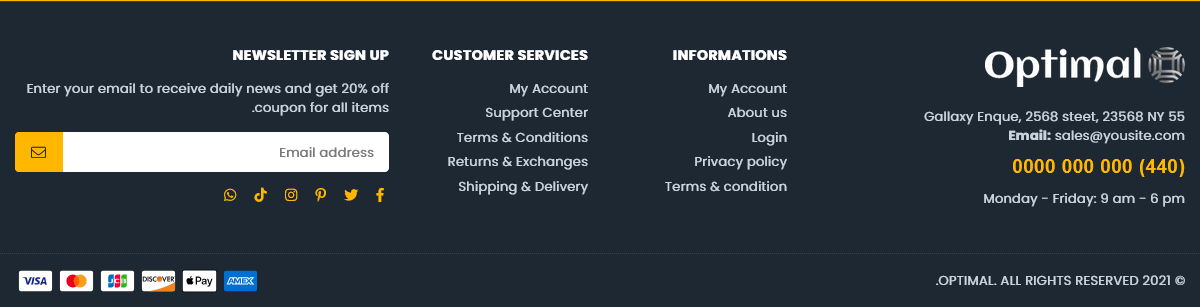 Optimal
Gallaxy Enque, 2568 steet, 23568 NY 55
Email: sales@yousite.com
0000 000 000 (440)
Monday - Friday: 9 am - 6 pm
INFORMATIONS
My Account
About us
Login
Privacy policy
Terms & condition
CUSTOMER SERVICES
My Account
Support Center
Terms & Conditions
Returns & Exchanges
Shipping & Delivery
NEWSLETTER SIGN UP
Enter your email to receive daily news and get 20% off
.coupon for all items
Email address
.OPTIMAL. ALL RIGHTS RESERVED 2021 ©
VISA
JCB
DISCOVER
Pay
AMEX